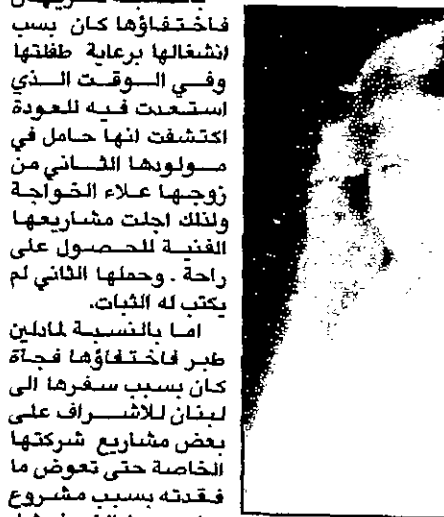 فاختفاؤها كان بسب
انشغالها برعاية طفلتها
وفي الوقت الذي
استعدت فيه للعودة
اكتشفت انها حامل في
مولودها الثاني من
زوجها علاء الخواجة
ولذلك اجلت مشاريعها
الفنية للحصول على
راحة . وحملها الثاني لم
يكتب له الثبات.
اما بالنسبة لمادلين
طبر فاختفاؤها فجأة
كان بسبب سفرها الى
لبنان للاشراف على
بعض مشاريع شركتها
الخاصة حتى تعوض ما
فقدته بسبب مشروع